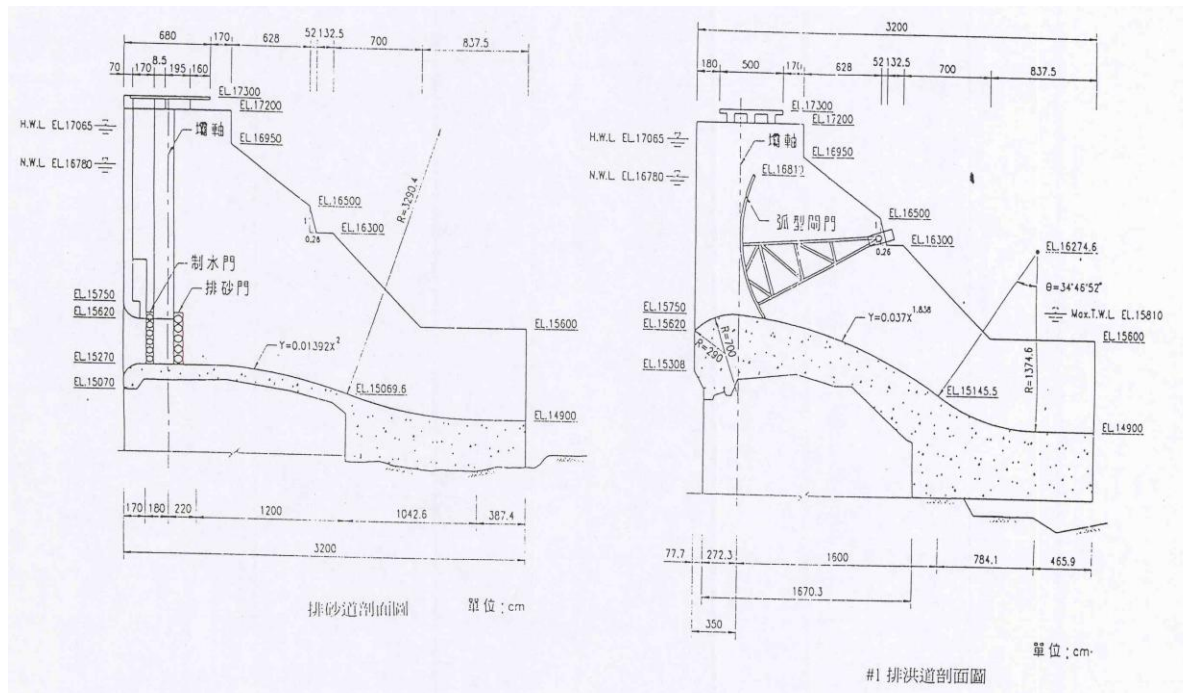 680 170 628 52 132.5 700 837.5
8.5
70 170 195 160
EL.17300
EL.17200
H.W.L EL.17065
壩軸
EL.16950
N.W.L EL.16780
R=3290.4
EL.16500
1
0.26
EL.16300
制水門
排砂門
EL.15750
EL.15620
EL.15600
Y=0.01392X²
EL.15270
EL.15070
EL.15069.6
EL.14900
170 180 220 1200 1042.6 387.4
3200
排砂道剖面圖
單位:cm
3200
180 500 170 628 52 132.5 700 837.5
EL.17300
EL.17200
H.W.L EL.17065
壩軸
EL.16950
N.W.L EL.16780
弧型閘門
EL.16500
1
0.26
EL.16300
EL.16274.6
θ=34°46'52"
EL.15750
Max.T.W.L EL.15810
EL.15620
Y=0.037X
EL.15600
R=700
R=290
R=1374.6
EL.15308
EL.15145.5
EL.14900
77.7 272.3 1600 784.1 465.9
1670.3
350
單位:cm
#1 排洪道剖面圖